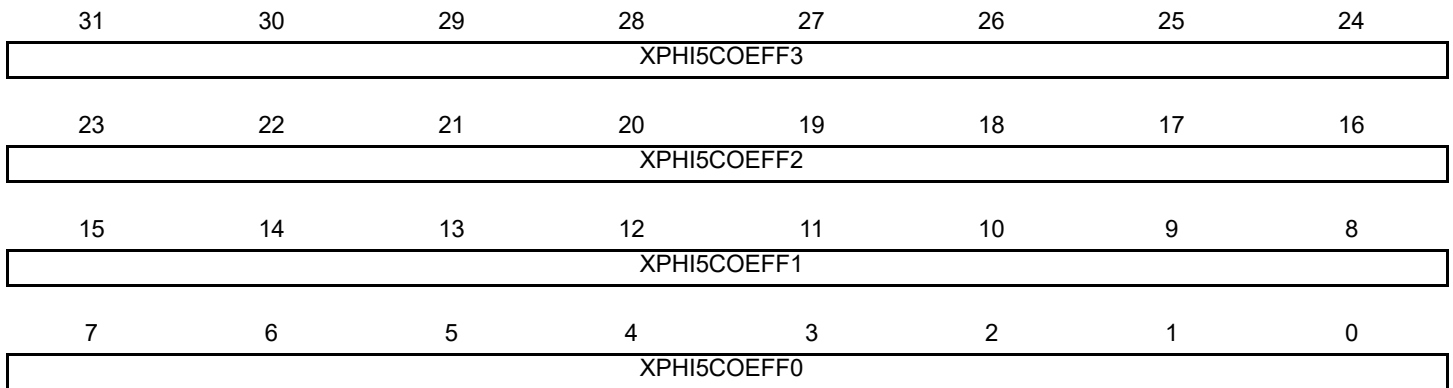 31 30 29 28 27 26 25 24
XPHI5COEFF3
23 22 21 20 19 18 17 16
XPHI5COEFF2
15 14 13 12 11 10 9 8
XPHI5COEFF1
7 6 5 4 3 2 1 0
XPHI5COEFF0